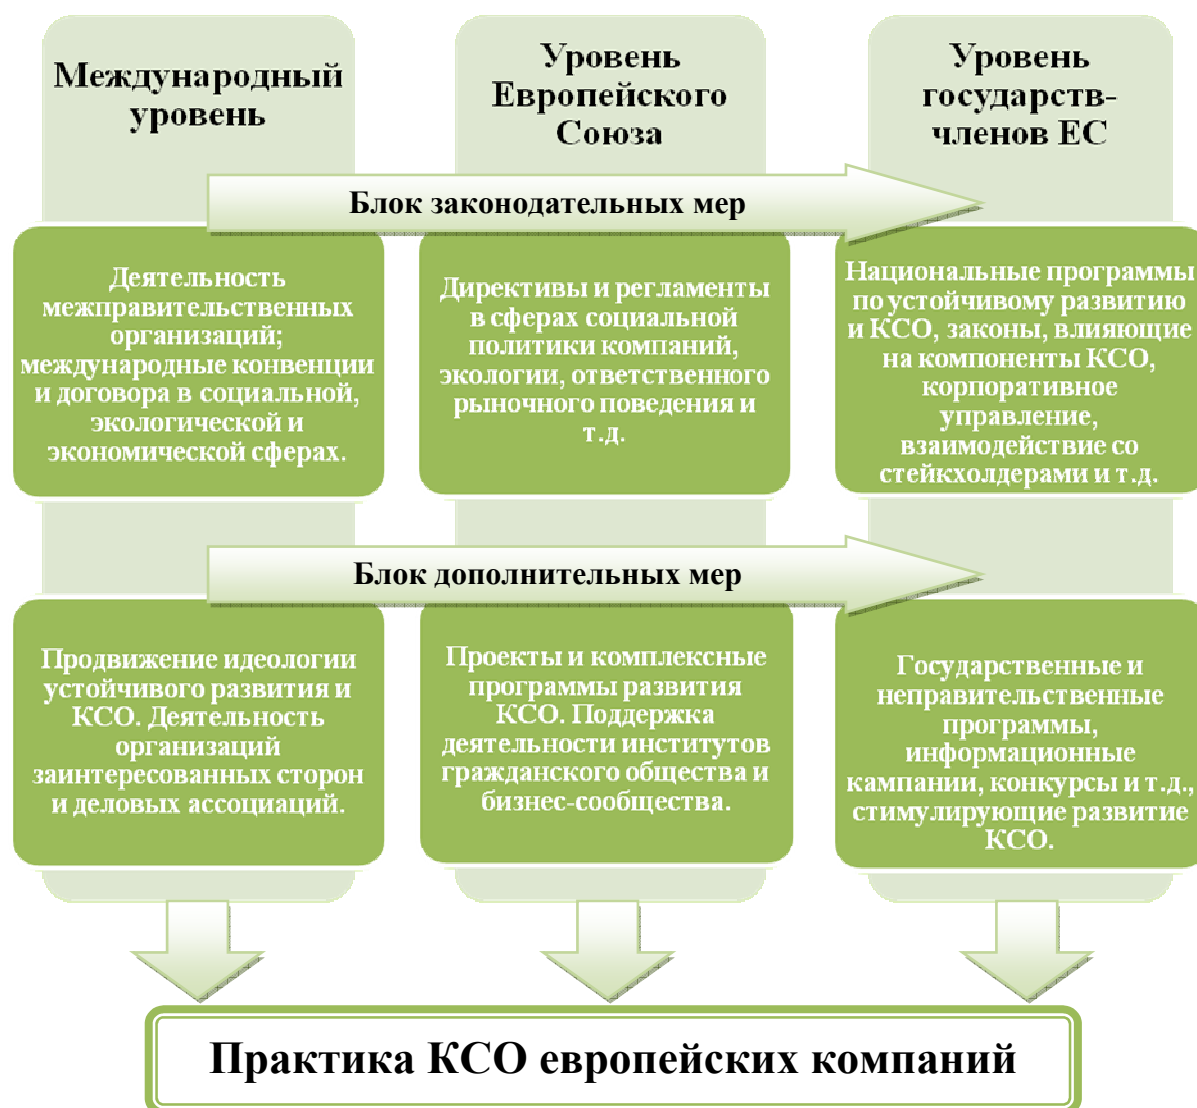 Международный
уровень
Уровень
Европейского
Союза
Уровень
государств-
членов ЕС
Блок законодательных мер
Деятельность
межправительственных
организаций;
международные конвенции
и договора в социальной,
экологической и
экономической сферах.
Директивы и регламенты
в сферах социальной
политики компаний,
экологии, ответственного
рыночного поведения и
т.д.
Национальные программы
по устойчивому развитию
и КСО, законы, влияющие
на компоненты КСО,
корпоративное
управление,
взаимодействие со
стейкхолдерами и т.д.
Блок дополнительных мер
Продвижение идеологии
устойчивого развития и
КСО. Деятельность
организаций
заинтересованных сторон
и деловых ассоциаций.
Проекты и комплексные
программы развития
КСО. Поддержка
деятельности институтов
гражданского общества и
бизнес-сообщества.
Государственные и
неправительственные
программы,
информационные
кампании, конкурсы и т.д.,
стимулирующие развитие
КСО.
Практика КСО европейских компаний